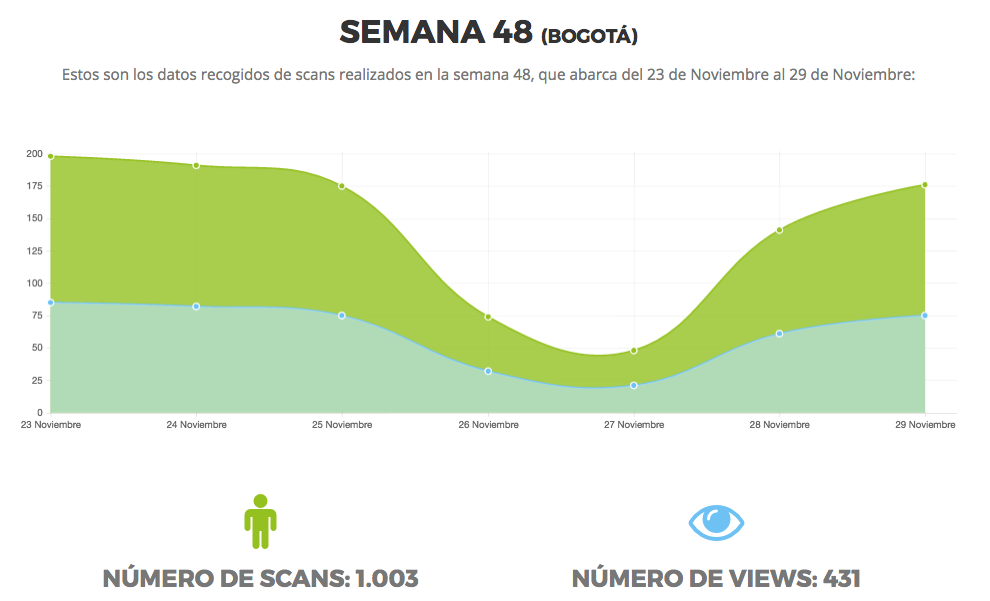 SEMANA 48 (BOGOTÁ)
Estos son los datos recogidos de scans realizados en la semana 48, que abarca del 23 de Noviembre al 29 de Noviembre:
200
175
150
125
100
75
50
25
0
23 Noviembre 24 Noviembre 25 Noviembre 26 Noviembre 27 Noviembre 28 Noviembre 29 Noviembre
NÚMERO DE SCANS: 1.003 NÚMERO DE VIEWS: 431